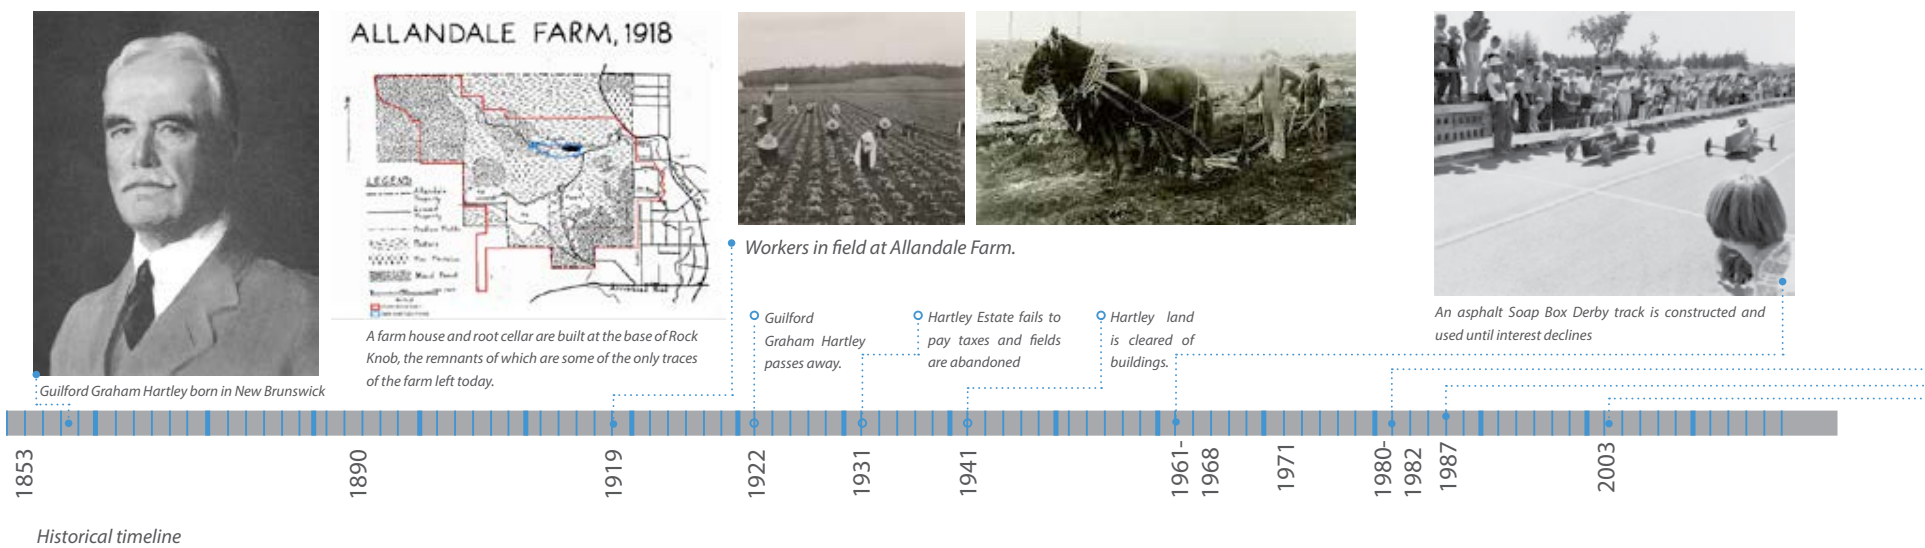 ALLANDALE FARM, 1918
LEGEND
Allandale
Property
Property
Pasture
Guilford Graham Hartley born in New Brunswick
A farm house and root cellar are built at the base of Rock
Knob, the remnants of which are some of the only traces
of the farm left today.
Workers in field at Allandale Farm.
Guilford
Graham Hartley
passes away.
Hartley Estate fails to
pay taxes and fields
are abandoned
Hartley land
is cleared of
buildings.
An asphalt Soap Box Derby track is constructed and
used until interest declines
1853
1890
1919
1922
1931
1941
1961-
1968
1971
1980-
1982
1987
2003
Historical timeline